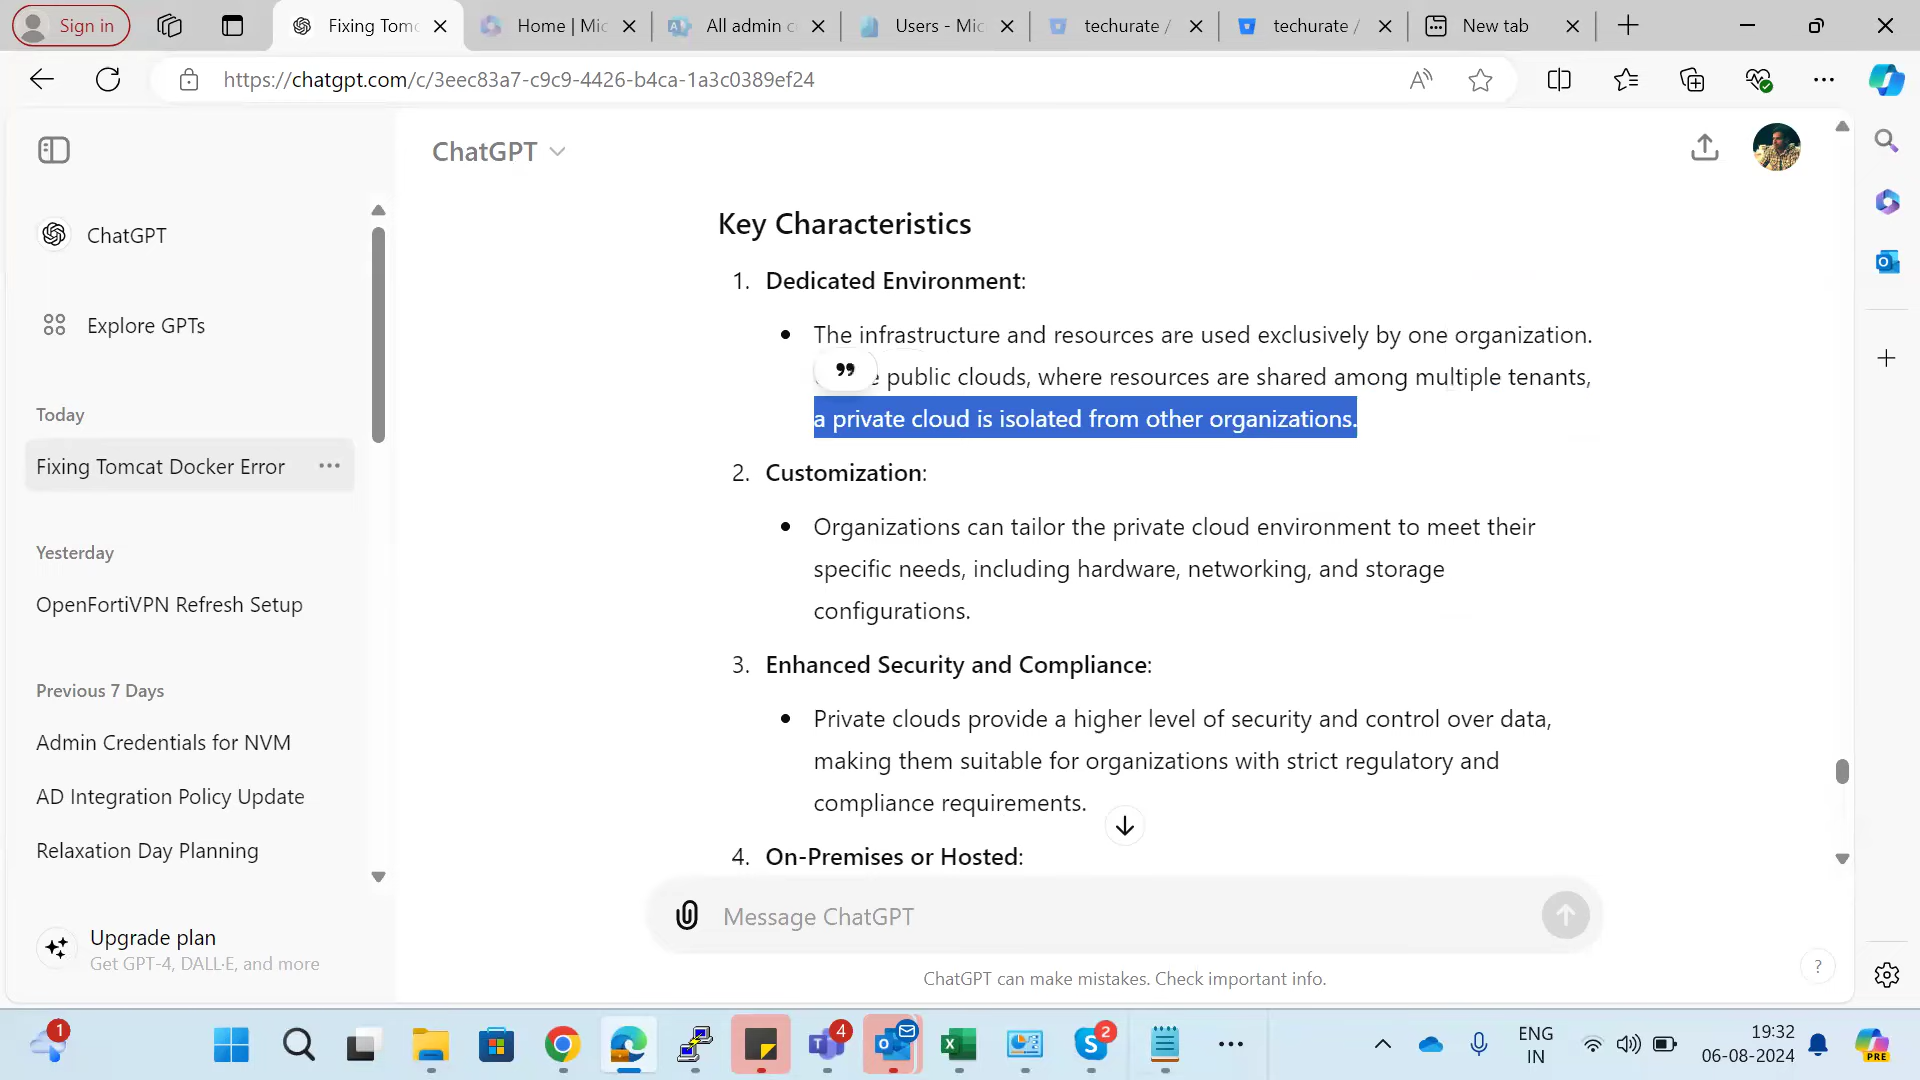 Sign in
Fixing Tomc
Home | Mic
All admin c
Users - Mic
techurate /
techurate /
New tab
https://chatgpt.com/c/3eec83a7-c9c9-4426-b4ca-1a3c0389ef24
ChatGPT
ChatGPT
Explore GPTs
Today
Fixing Tomcat Docker Error
Yesterday
OpenFortiVPN Refresh Setup
Previous 7 Days
Admin Credentials for NVM
AD Integration Policy Update
Relaxation Day Planning
Upgrade plan
Get GPT-4, DALL·E, and more
Key Characteristics
1. Dedicated Environment:
• The infrastructure and resources are used exclusively by one organization.
public clouds, where resources are shared among multiple tenants,
a private cloud is isolated from other organizations.
2. Customization:
• Organizations can tailor the private cloud environment to meet their
specific needs, including hardware, networking, and storage
configurations.
3. Enhanced Security and Compliance:
• Private clouds provide a higher level of security and control over data,
making them suitable for organizations with strict regulatory and
compliance requirements.
4. On-Premises or Hosted:
Message ChatGPT
ChatGPT can make mistakes. Check important info.
?
1
4
2
ENG
IN
19:32
06-08-2024
PRE